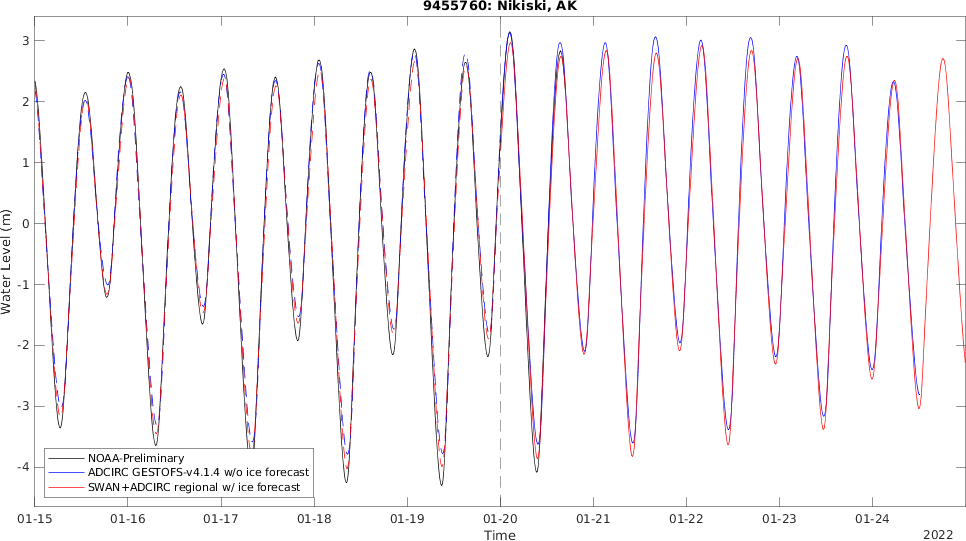 9455760: Nikiski, AK
Water Level (m)
3
2
1
0
-1
-2
-3
-4
NOAA-Preliminary
ADCIRC GESTOFS-v4.1.4 w/o ice forecast
SWAN+ADCIRC regional w/ ice forecast
01-15 01-16 01-17 01-18 01-19 01-20 01-21 01-22 01-23 01-24
Time
2022